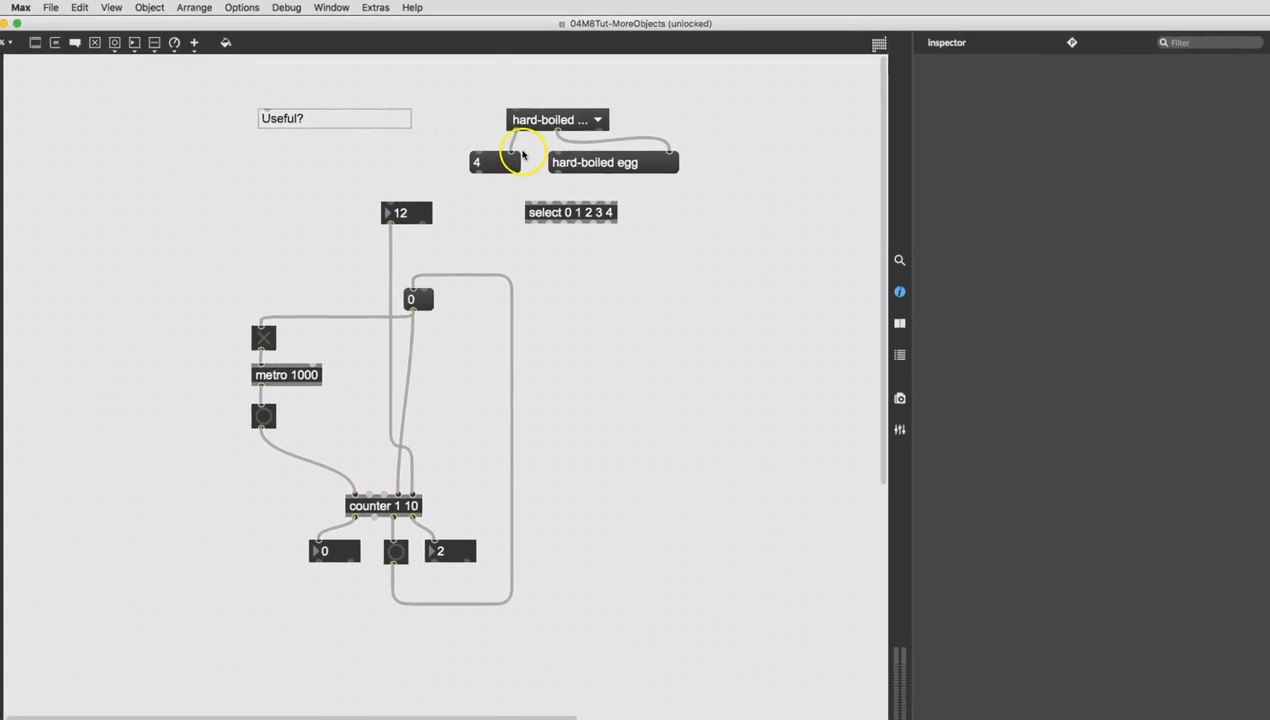 Max File Edit View Object Arrange Options Debug Window Extras Help
04M8Tut-MoreObjects (unlocked)
Inspector
Filter
Useful?
hard-boiled ...
4
hard-boiled egg
12
select 0 1 2 3 4
0
metro 1000
counter 1 10
0
2